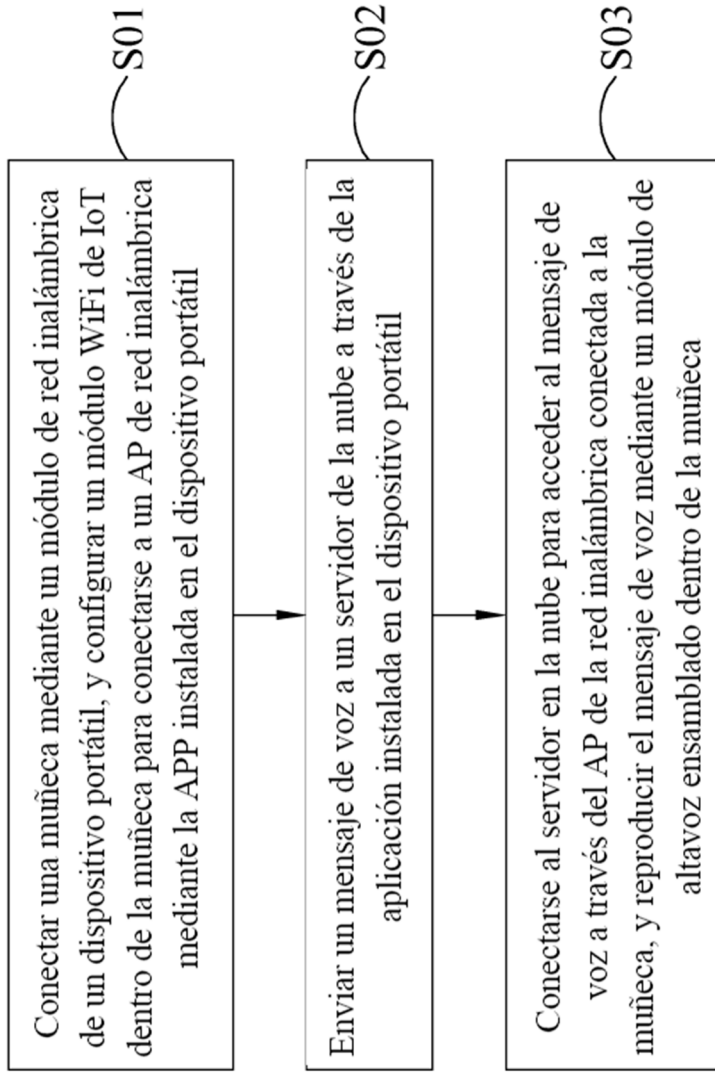 Conectar una muñeca mediante un módulo de red inalámbrica
de un dispositivo portátil, y configurar un módulo WiFi de IoT
dentro de la muñeca para conectarse a un AP de red inalámbrica
mediante la APP instalada en el dispositivo portátil
S01
Enviar un mensaje de voz a un servidor de la nube a través de la
aplicación instalada en el dispositivo portátil
S02
Conectarse al servidor en la nube para acceder al mensaje de
voz a través del AP de la red inalámbrica conectada a la
muñeca, y reproducir el mensaje de voz mediante un módulo de
altavoz ensamblado dentro de la muñeca
S03